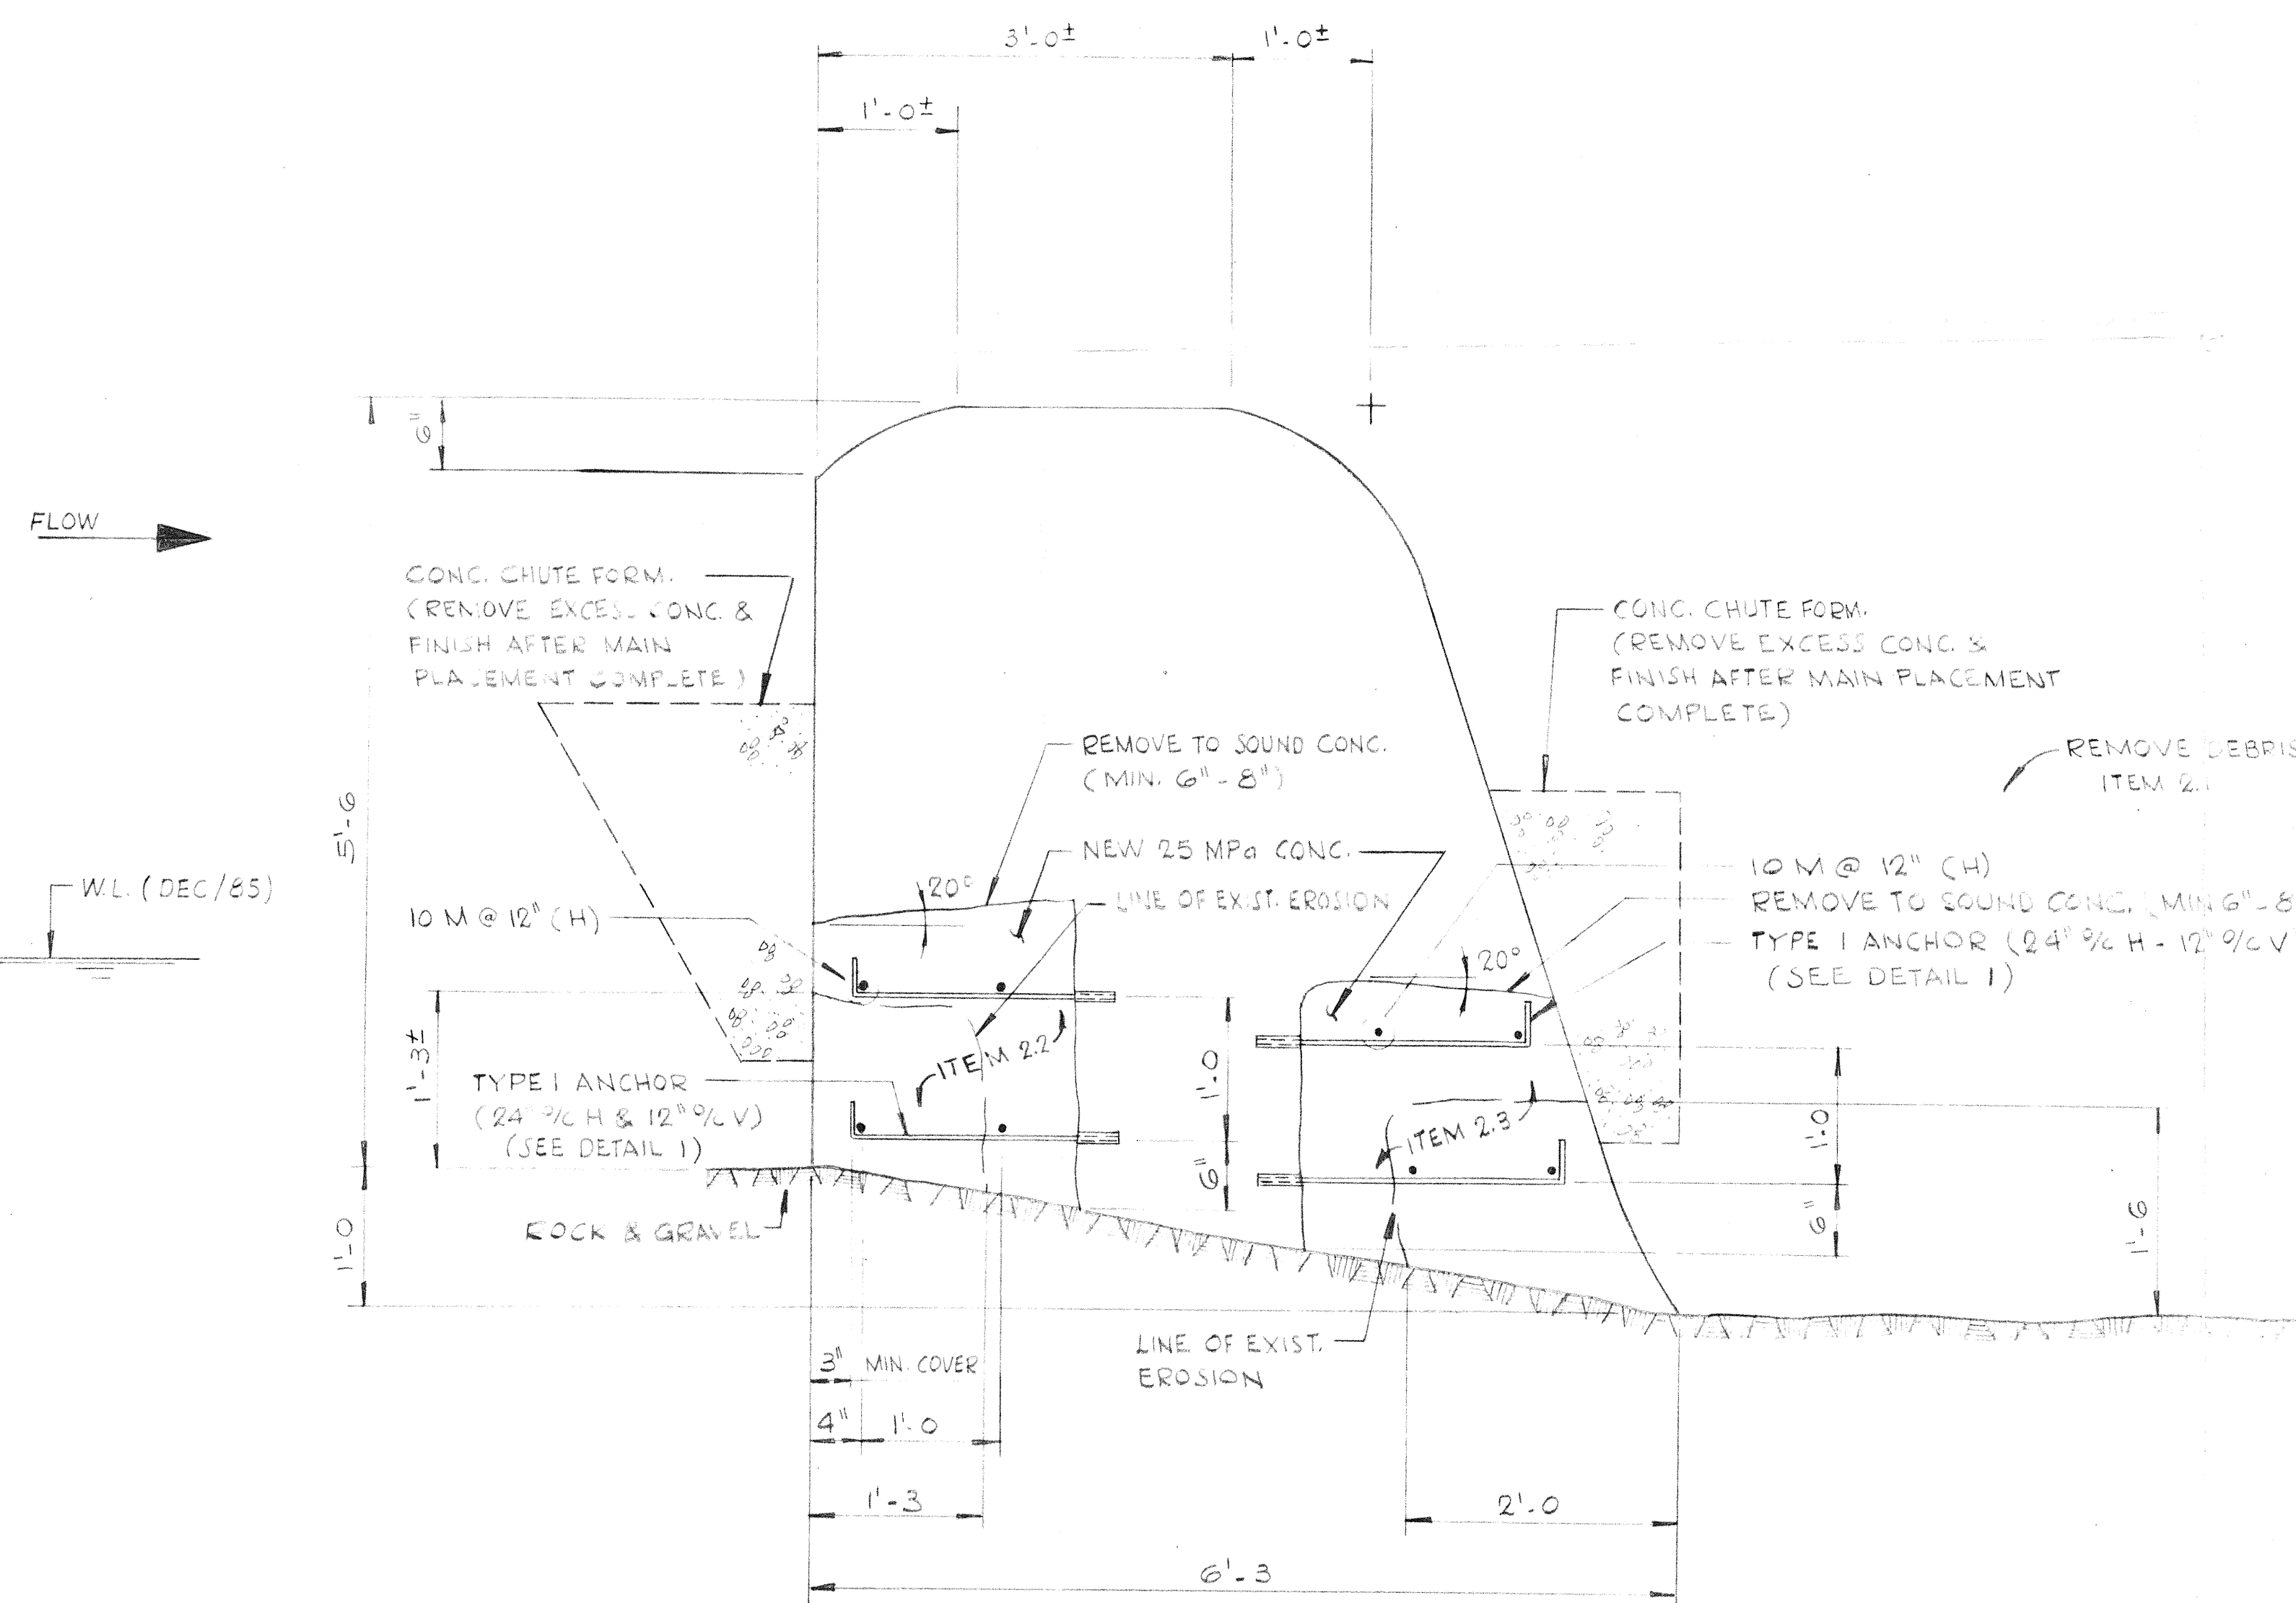 3'-0±
1'-0±
1'-0±
6"
FLOW
CONC. CHUTE FORM.
(REMOVE EXCES. CONC. &
FINISH AFTER MAIN
PLACEMENT COMPLETE)
CONC. CHUTE FORM.
(REMOVE EXCESS CONC. &
FINISH AFTER MAIN PLACEMENT
COMPLETE)
REMOVE TO SOUND CONC.
(MIN. 6"-8")
REMOVE DEBRIS
ITEM 2.1
5'-6
NEW 25 MPa CONC.
W.L. (DEC/85)
20°
LINE OF EXIST. EROSION
10 M @ 12" (H)
10 M @ 12" (H)
REMOVE TO SOUND CONC. (MIN 6"-8
TYPE 1 ANCHOR (24" O/C H - 12" O/C V
(SEE DETAIL 1)
20°
1'-3±
ITEM 2.2
1'-0
TYPE 1 ANCHOR
(24" O/C H & 12" O/C V)
(SEE DETAIL 1)
ITEM 2.3
1'-0
6"
6"
1'-6
ROCK & GRAVEL
1'-0
LINE OF EXIST.
EROSION
3" MIN. COVER
4" 1'-0
1'-3
2'-0
6'-3